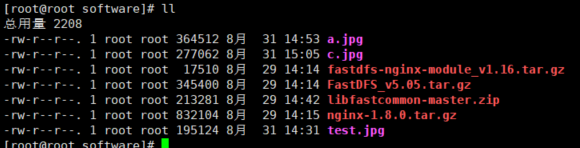 [root@root software]# ll
总用量 2208
-rw-r--r--. 1 root root 364512 8月  31 14:53 a.jpg
-rw-r--r--. 1 root root 277062 8月  31 15:05 c.jpg
-rw-r--r--. 1 root root  17510 8月  29 14:14 fastdfs-nginx-module_v1.16.tar.gz
-rw-r--r--. 1 root root 345400 8月  29 14:14 FastDFS_v5.05.tar.gz
-rw-r--r--. 1 root root 213281 8月  29 14:42 libfastcommon-master.zip
-rw-r--r--. 1 root root 832104 8月  29 14:15 nginx-1.8.0.tar.gz
-rw-r--r--. 1 root root 195124 8月  31 14:31 test.jpg
[root@root software]#